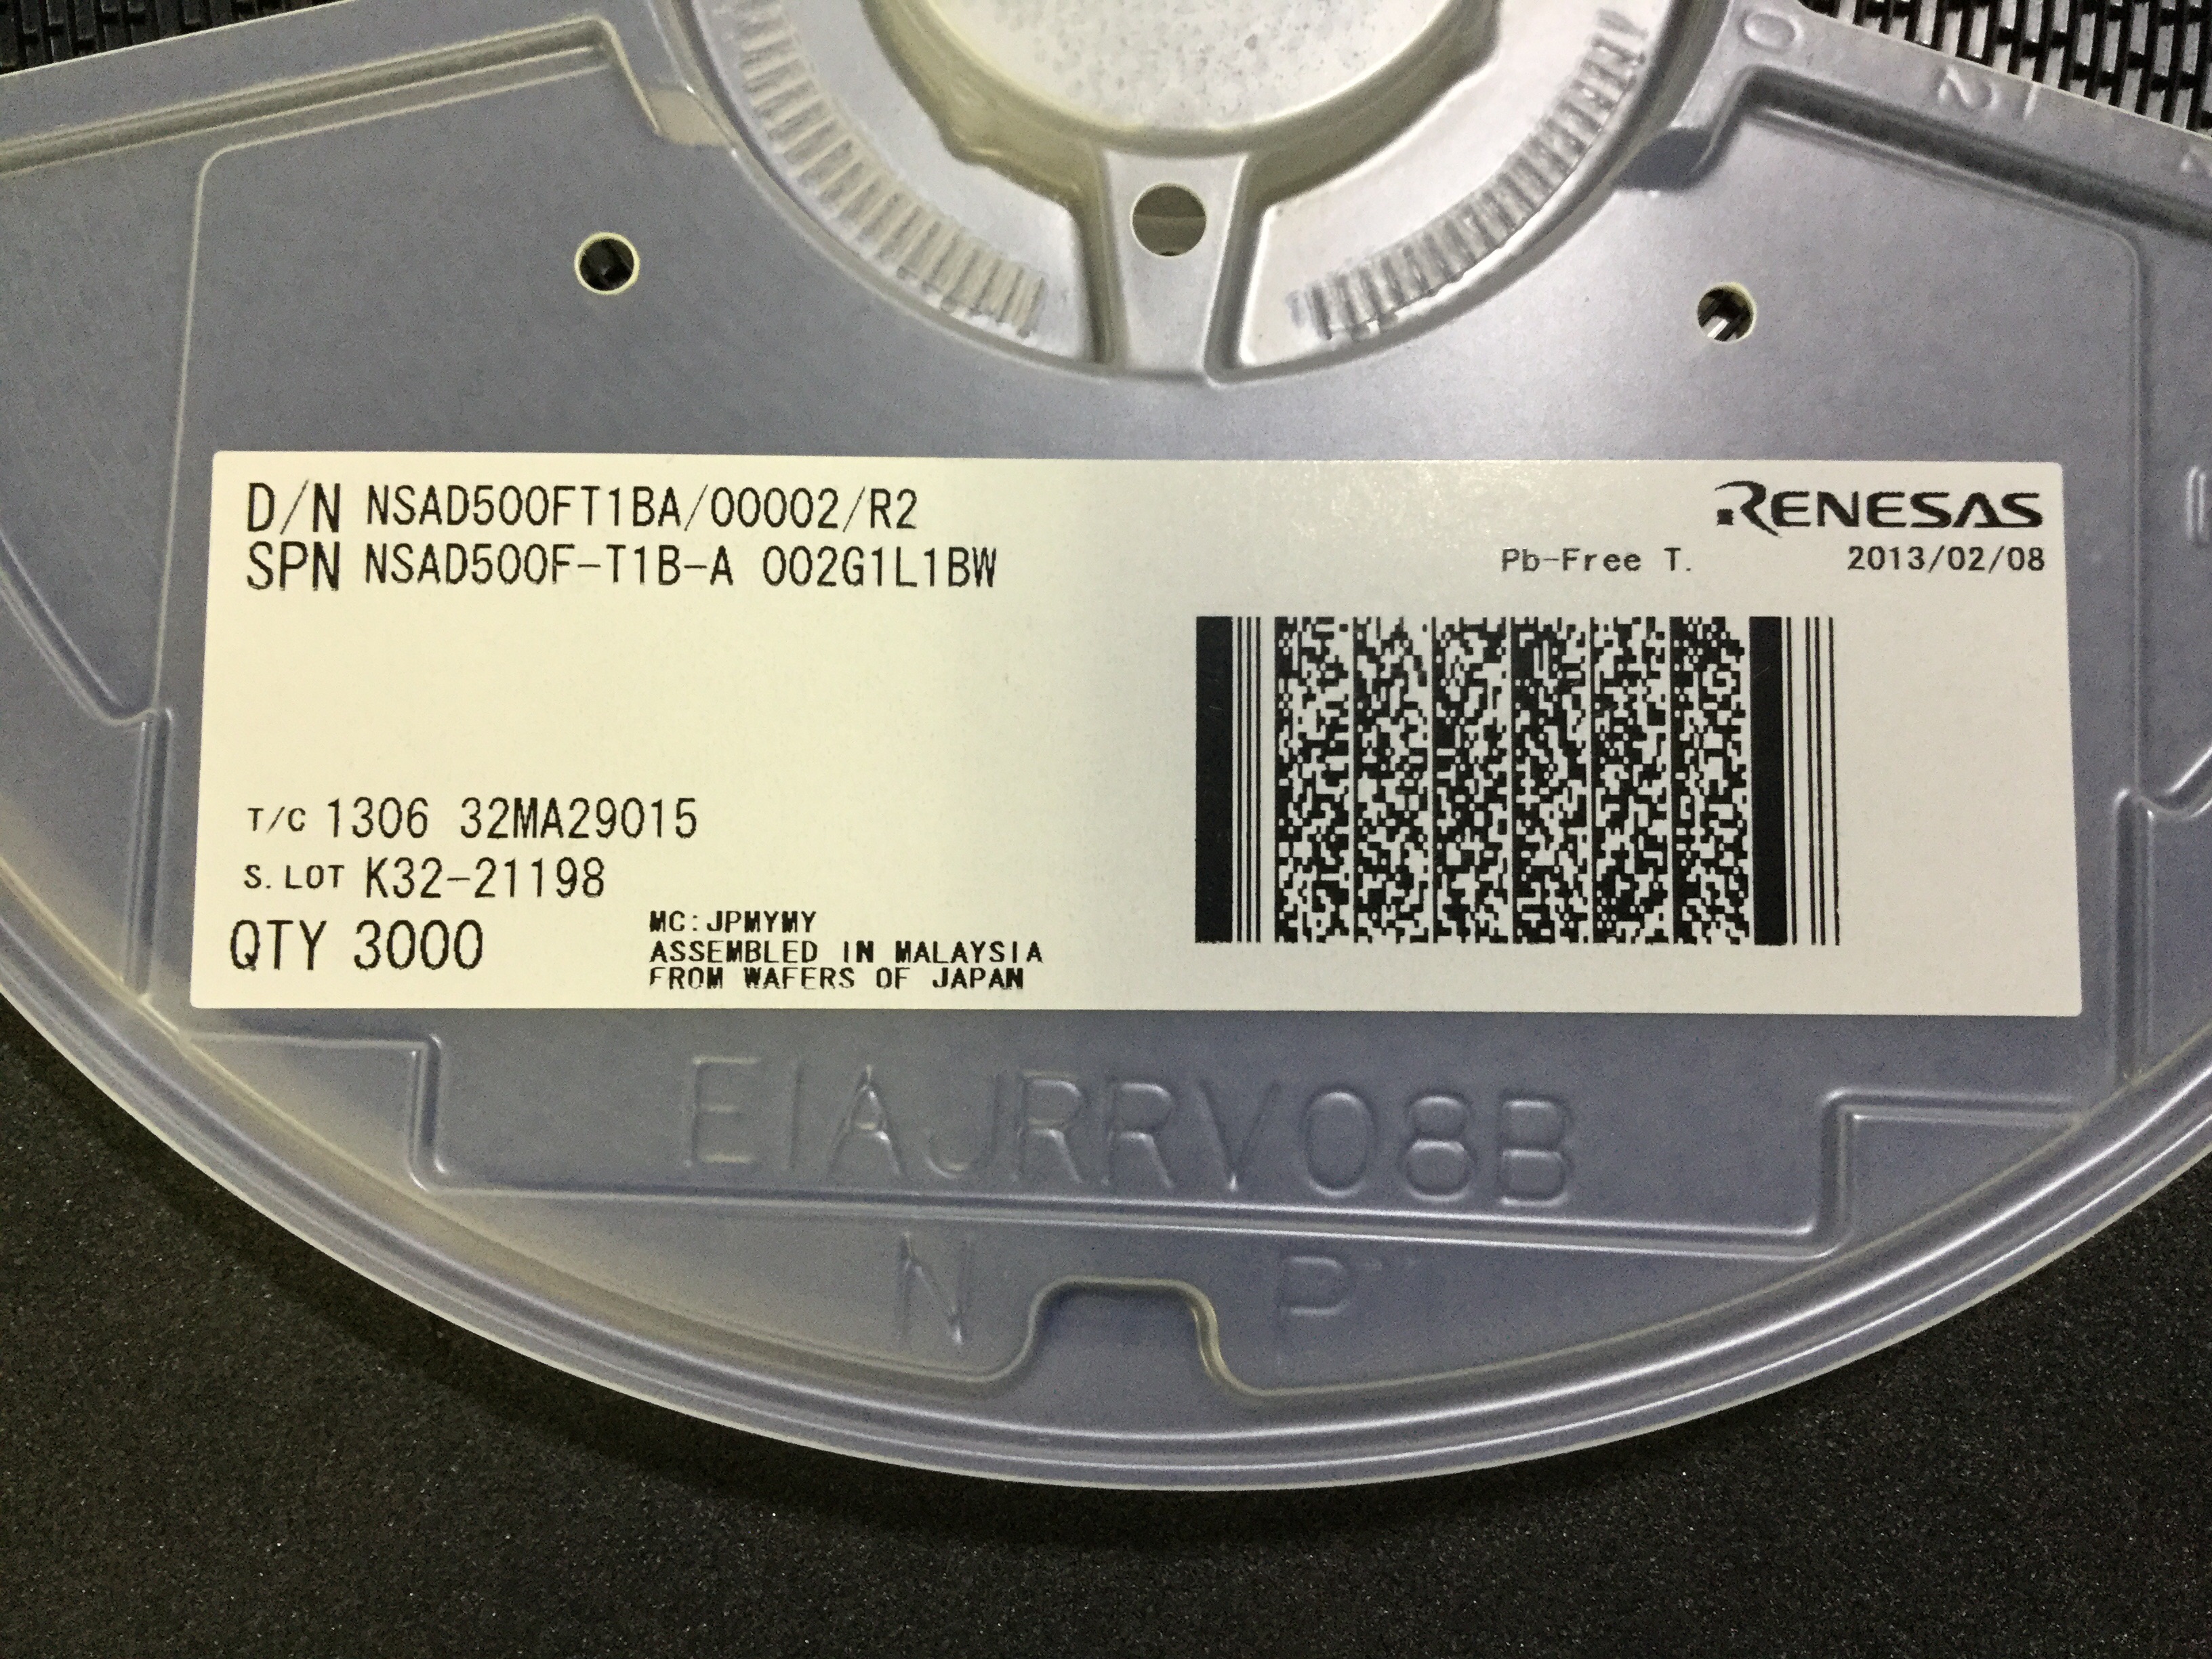 D/N NSAD500FT1BA/00002/R2
RENESAS
SPN NSAD500F-T1B-A 002G1L1BW
Pb-Free T. 2013/02/08
T/C 1306 32MA29015
S. LOT K32-21198
QTY 3000
MC:JPMYMY
ASSEMBLED IN MALAYSIA
FROM WAFERS OF JAPAN
EIAJRRV08B
N P